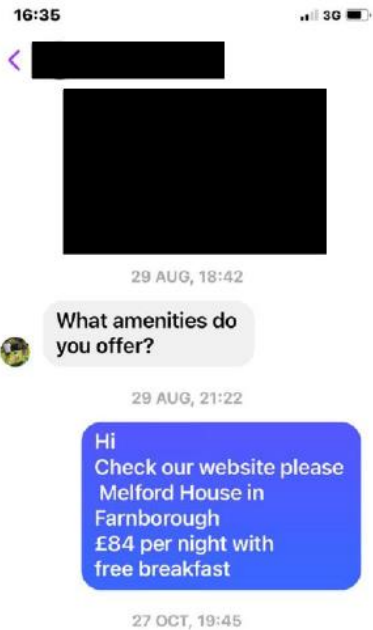 16:35
3G
29 AUG, 18:42
What amenities do
you offer?
29 AUG, 21:22
Hi
Check our website please
Melford House in
Farnborough
£84 per night with
free breakfast
27 OCT, 19:45